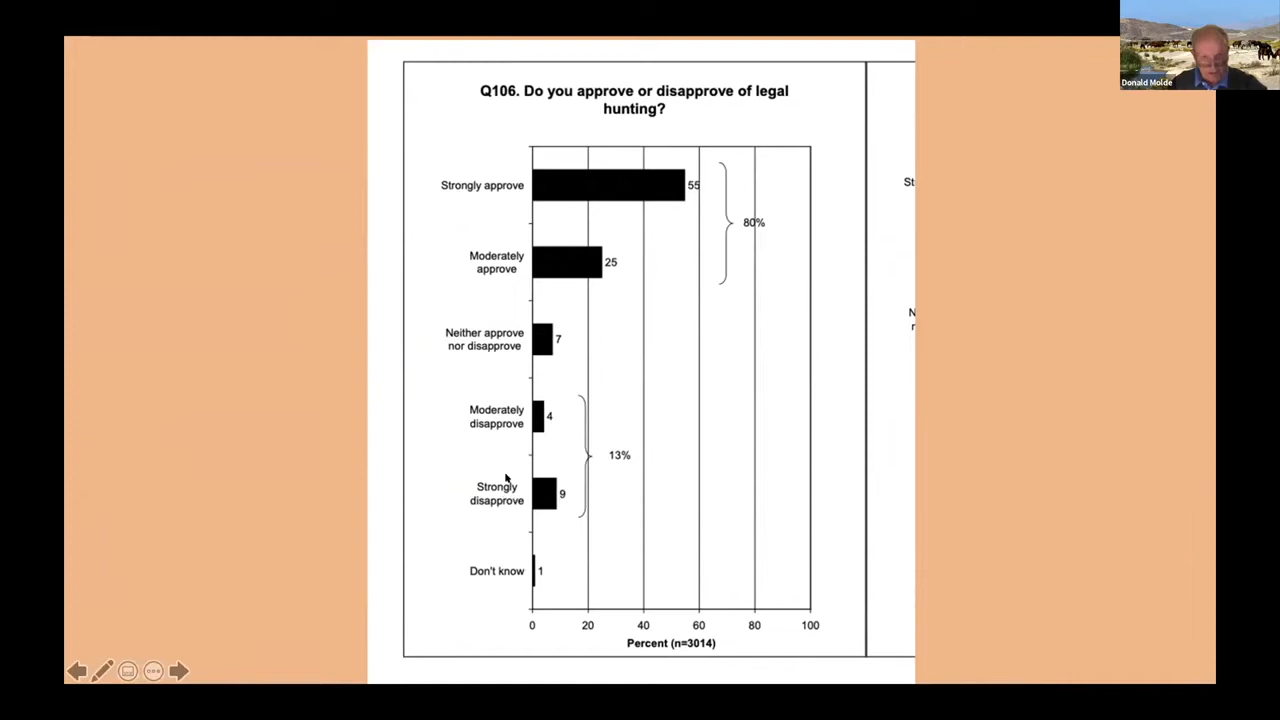 Donald Molde
Q106. Do you approve or disapprove of legal
hunting?
Strongly approve
55
80%
Moderately
approve
25
Neither approve
nor disapprove
7
Moderately
disapprove
4
13%
Strongly
disapprove
9
Don't know
1
0 20 40 60 80 100
Percent (n=3014)
St
N
r